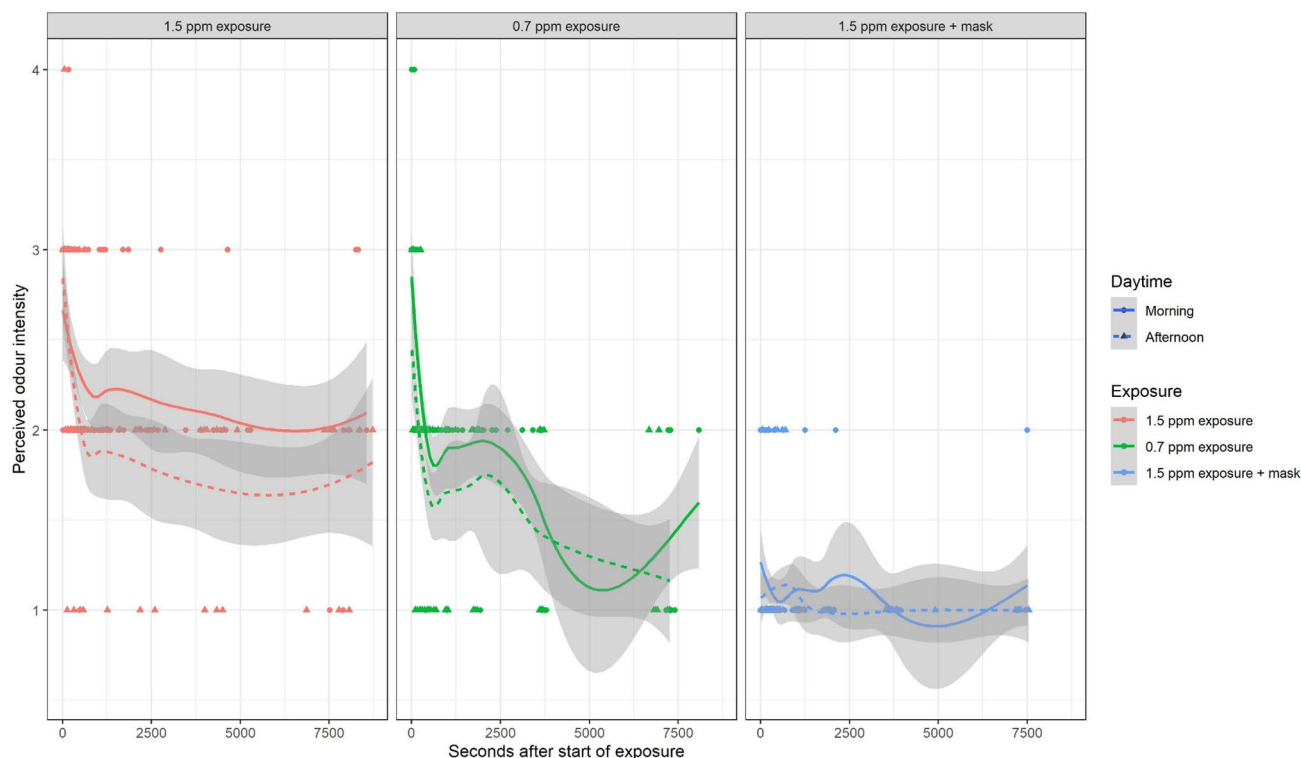 1.5 ppm exposure
0.7 ppm exposure
1.5 ppm exposure + mask
4
3
2
1
Perceived odour intensity
0 2500 5000 7500
0 2500 5000 7500
0 2500 5000 7500
Seconds after start of exposure
Daytime
Morning
Afternoon
Exposure
1.5 ppm exposure
0.7 ppm exposure
1.5 ppm exposure + mask